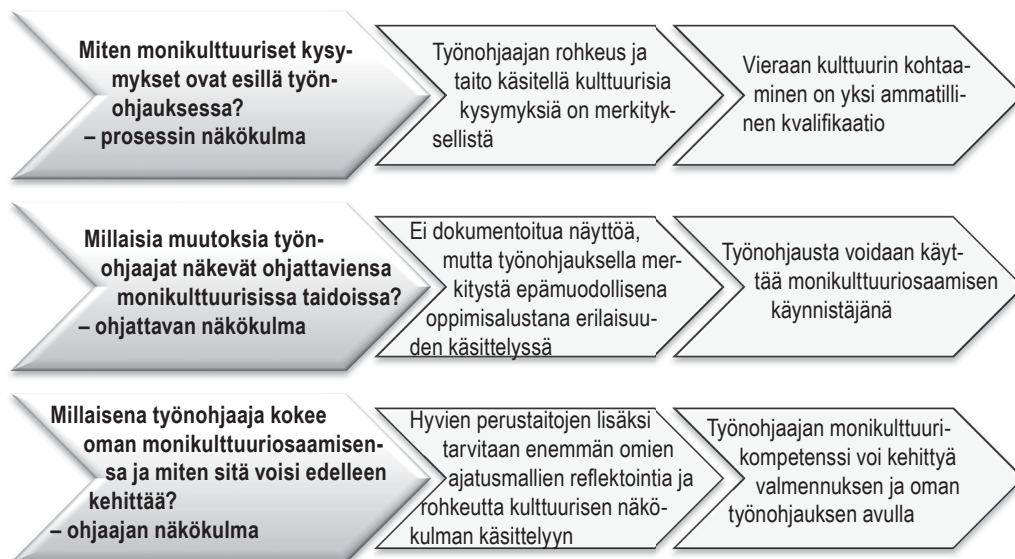 Miten monikulttuuriset kysy-
mykset ovat esillä työn-
ohjauksessa?
– prosessin näkökulma
Työnohjaajan rohkeus ja
taito käsitellä kulttuurisia
kysymyksiä on merkityk-
sellistä
Vieraan kulttuurin kohtaa-
minen on yksi ammatilli-
nen kvalifikaatio
Millaisia muutoksia työn-
ohjaajat näkevät ohjattaviensa
monikulttuurisissa taidoissa?
– ohjattavan näkökulma
Ei dokumentoitua näyttöä,
mutta työnohjauksella mer-
kitystä epämuodollisena
oppimisalustana erilaisuu-
den käsittelyssä
Työnohjausta voidaan käyt-
tää monikulttuuriosaamisen
käynnistäjänä
Millaisena työnohjaaja kokee
oman monikulttuuriosaamisen-
sa ja miten sitä voisi edelleen
kehittää?
– ohjaajan näkökulma
Hyvien perustaitojen lisäksi
tarvitaan enemmän omien
ajatusmallien reflektointia ja
rohkeutta kulttuurisen näkö-
kulman käsittelyyn
Työnohjaajan monikulttuuri-
kompetenssi voi kehittyä
valmennuksen ja oman
työnohjauksen avulla